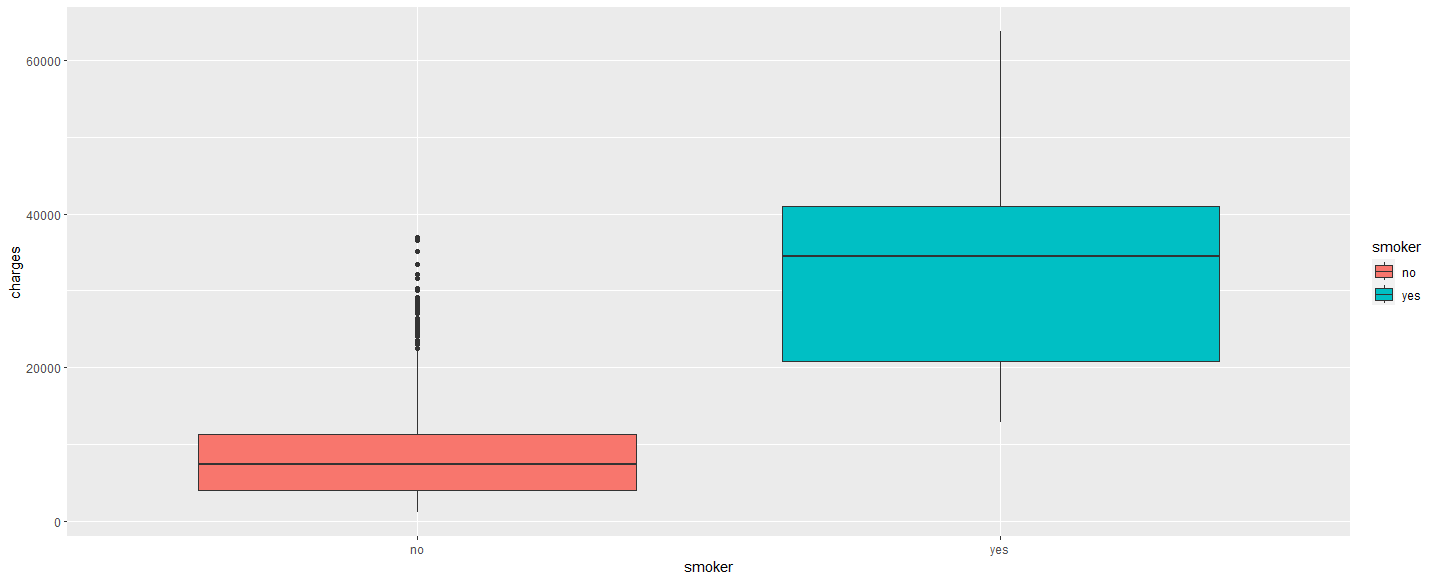 60000
40000
20000
0
charges
no
yes
smoker
smoker
no
yes